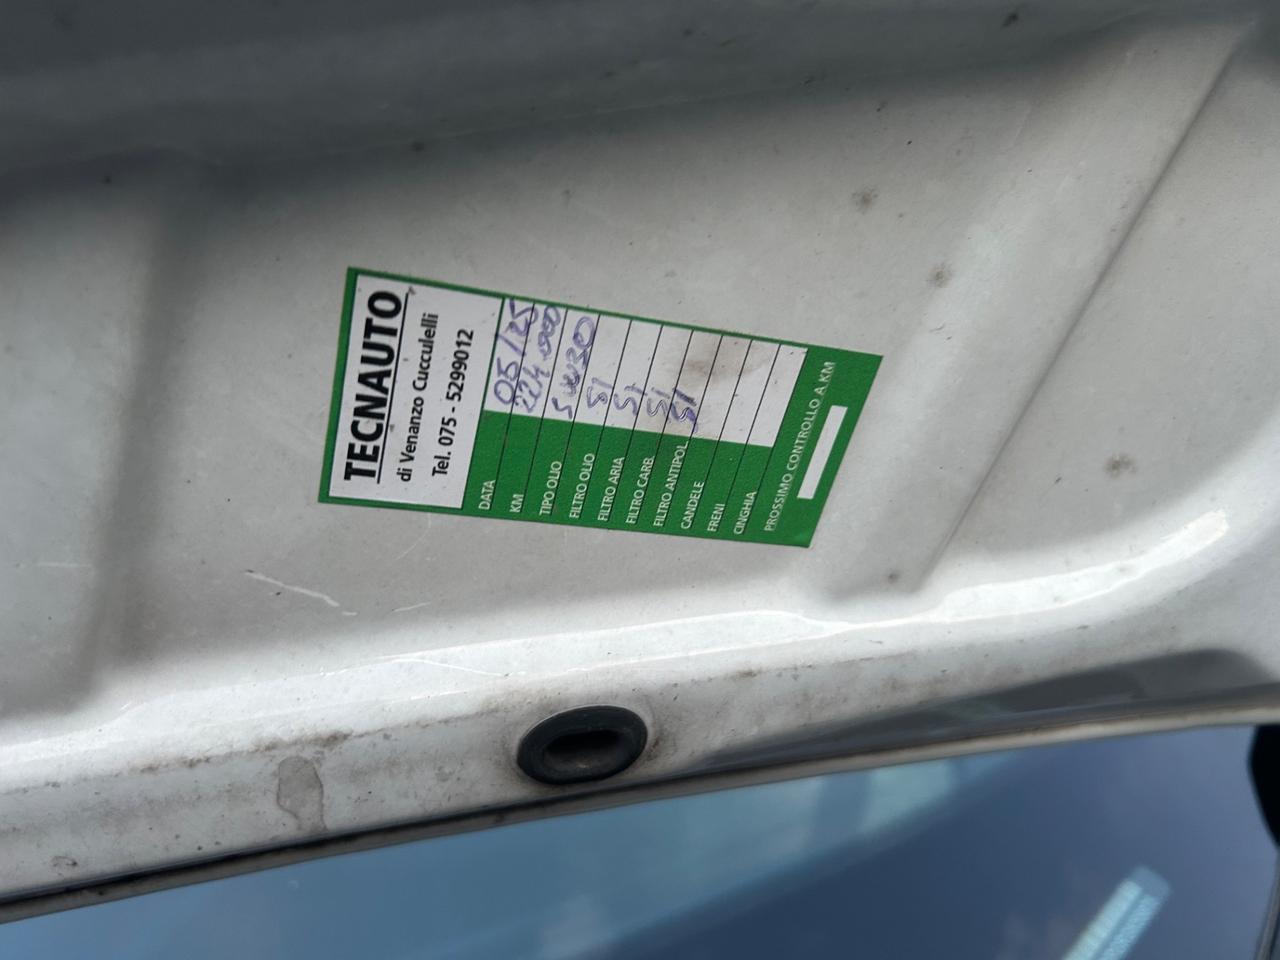 TECNAUTO
di Venanzo Cucculelli
Tel. 075 - 5299012
DATA 05/25
KM 224.000
TIPO OLIO 5W30
FILTRO OLIO SI
FILTRO ARIA SI
FILTRO CARB. SI
FILTRO ANTIPOL. SI
CANDELE
FRENI
CINGHIA
PROSSIMO CONTROLLO A KM